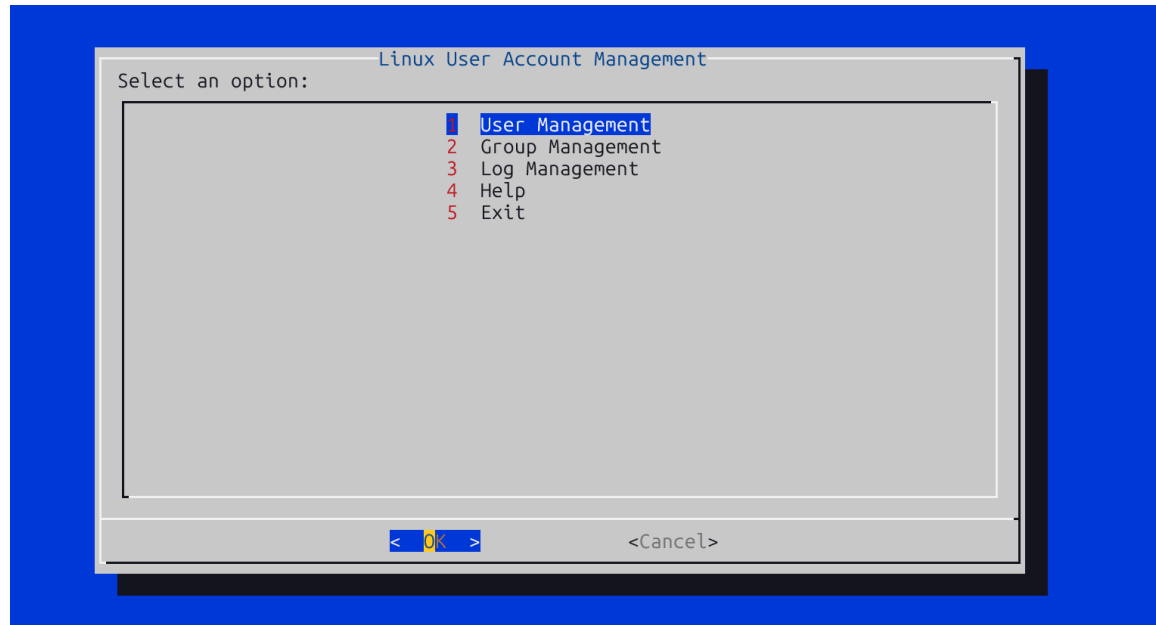 Linux User Account Management
Select an option:
1 User Management
2 Group Management
3 Log Management
4 Help
5 Exit
< OK > <Cancel>